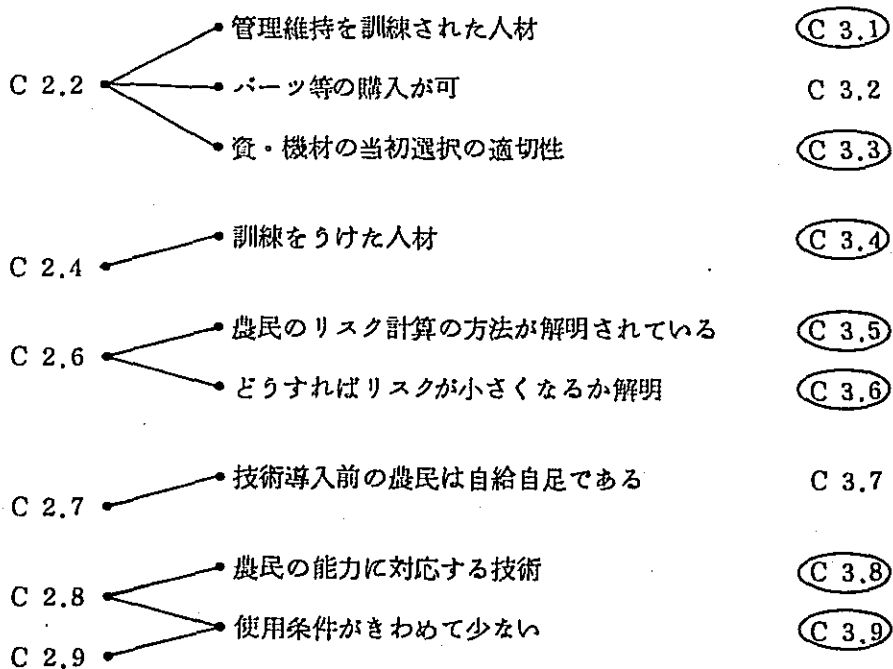 管理維持を訓練された人材 C 3.1
C 2.2 パーツ等の購入が可 C 3.2
資・機材の当初選択の適切性 C 3.3
訓練をうけた人材 C 3.4
C 2.4
農民のリスク計算の方法が解明されている C 3.5
C 2.6
どうすればリスクが小さくなるか解明 C 3.6
技術導入前の農民は自給自足である C 3.7
C 2.7
農民の能力に対応する技術 C 3.8
C 2.8
使用条件がきわめて少ない C 3.9
C 2.9